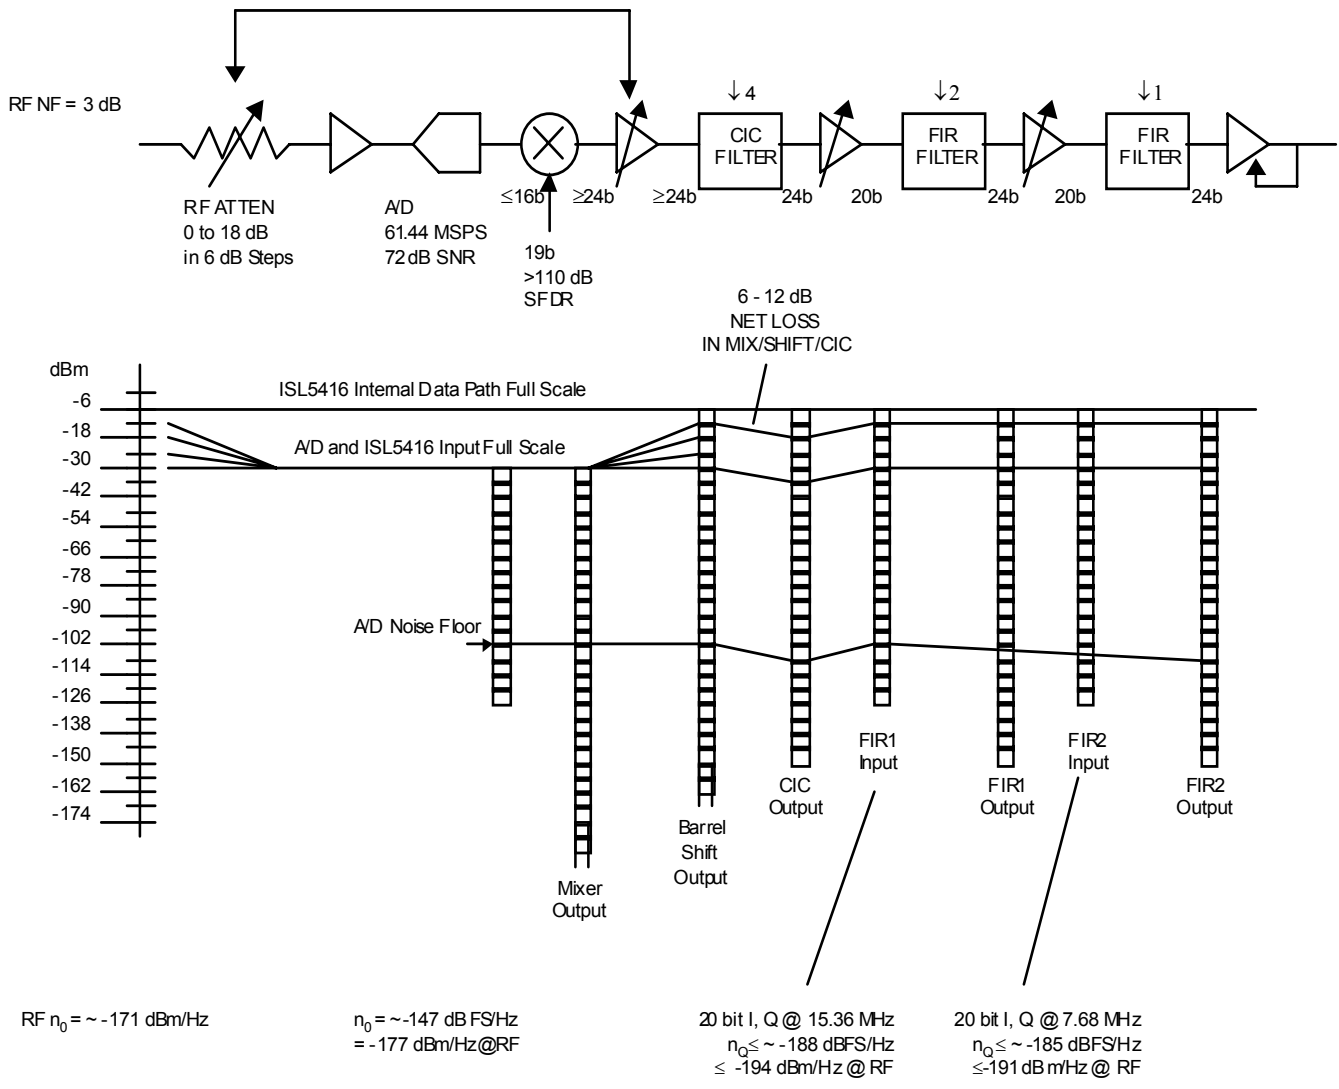 RF NF = 3 dB
↓4
↓2
↓1
CIC
FILTER
FIR
FILTER
FIR
FILTER
≤16b
≥24b
≥24b
24b
20b
24b
20b
24b
RF ATTEN
0 to 18 dB
in 6 dB Steps
A/D
61.44 MSPS
72 dB SNR
19b
>110 dB
SFDR
6 - 12 dB
NET LOSS
IN MIX/SHIFT/CIC
dBm
-6
-18
-30
-42
-54
-66
-78
-90
-102
-114
-126
-138
-150
-162
-174
ISL5416 Internal Data Path Full Scale
A/D and ISL5416 Input Full Scale
A/D Noise Floor
Mixer
Output
Barrel
Shift
Output
CIC
Output
FIR1
Input
FIR1
Output
FIR2
Input
FIR2
Output
RF n0 = ~ -171 dBm/Hz
n0 = ~-147 dBFS/Hz
= -177 dBm/Hz@RF
20 bit I, Q @ 15.36 MHz
nQ ≤ ~ -188 dBFS/Hz
≤ -194 dBm/Hz @ RF
20 bit I, Q @ 7.68 MHz
nQ ≤ ~ -185 dBFS/Hz
≤-191 dBm/Hz @ RF